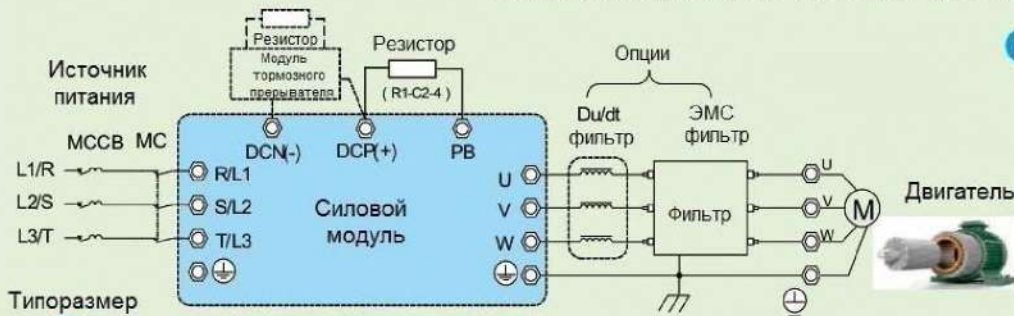 Резистор
Модуль
тормозного
прерывателя
Резистор
( R1-C2-4 )
Опции
Источник
питания
Du/dt
фильтр
ЭМС
фильтр
MCCB MC
DCN(-) DCP(+) PB
L1/R
R/L1
U
U
L2/S
S/L2
Силовой
модуль
V
Фильтр
V
M
Двигатель
L3/T
T/L3
W
W
Типоразмер